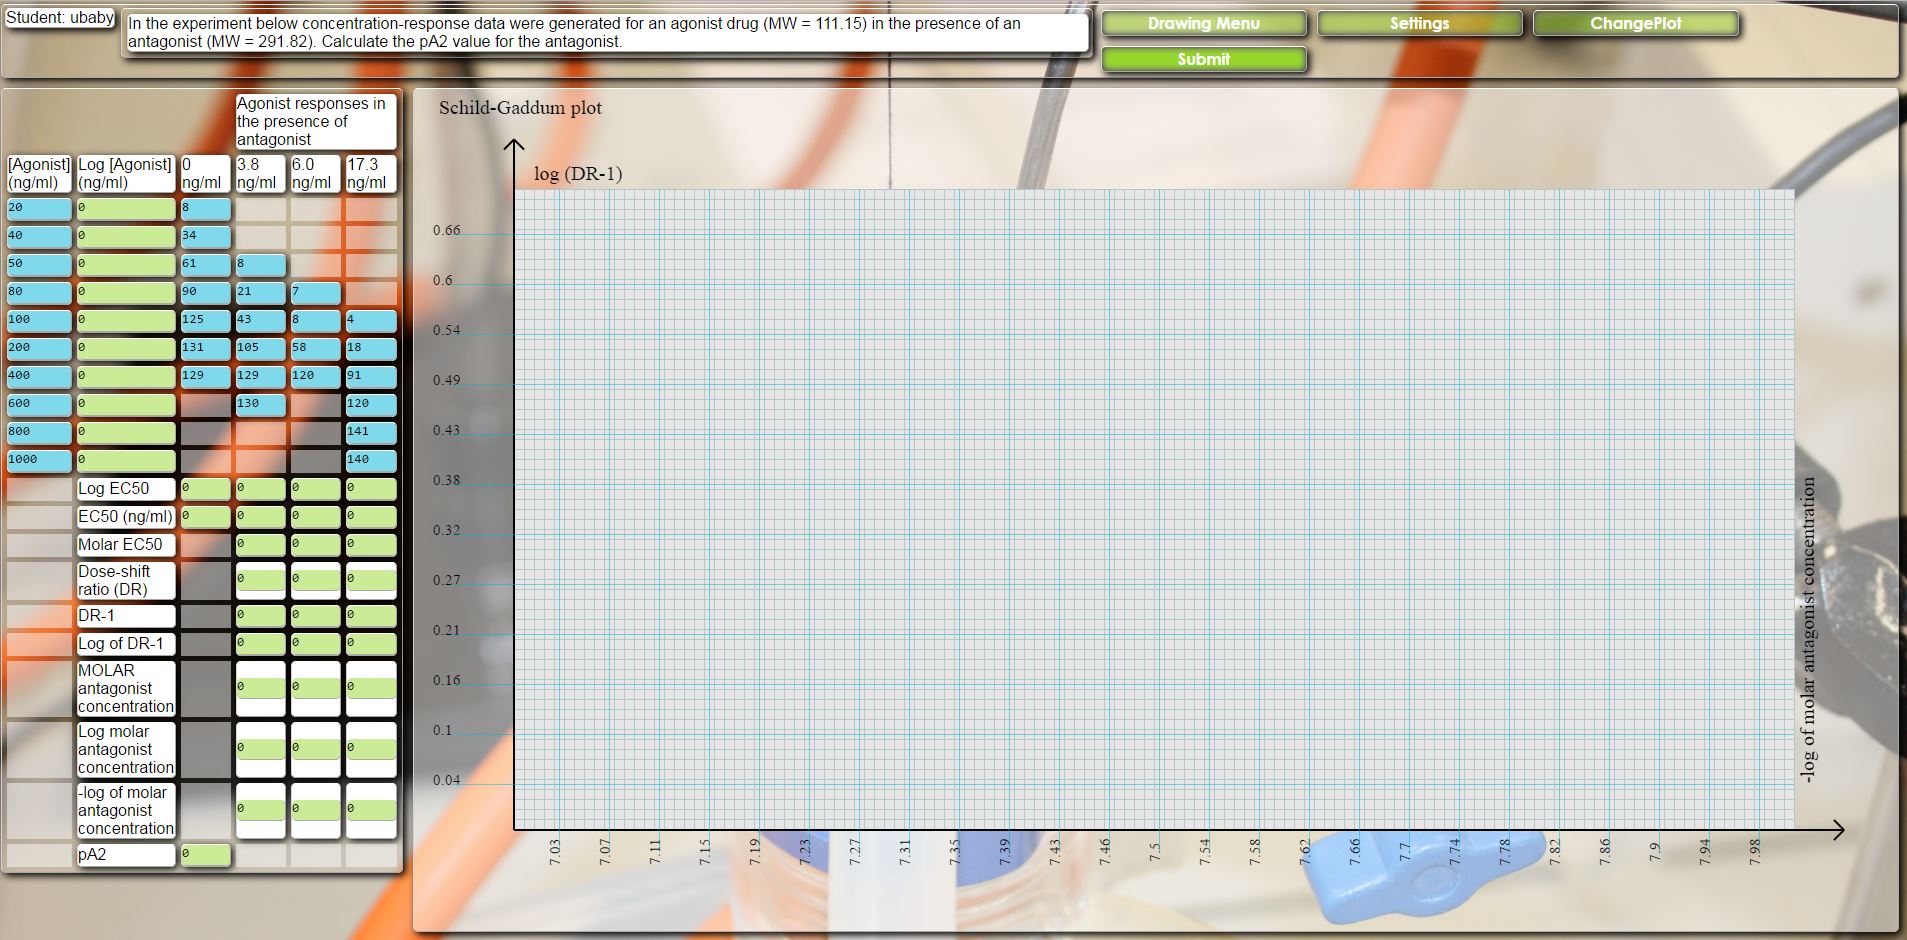 Student: ubaby
In the experiment below concentration-response data were generated for an agonist drug (MW = 111.15) in the presence of an
antagonist (MW = 291.82). Calculate the pA2 value for the antagonist.
Drawing Menu
Settings
ChangePlot
Submit
Agonist responses in
the presence of
antagonist
[Agonist] Log [Agonist] 0 3.8 6.0 17.3
(ng/ml) (ng/ml) ng/ml ng/ml ng/ml ng/ml
20 0 8
40 0 34
50 0 61 8
80 0 90 21 7
100 0 125 43 8 4
200 0 131 105 58 18
400 0 129 129 120 91
600 0 130 120
800 0 141
1000 0 140
Log EC50 0 0 0 0
EC50 (ng/ml) 0 0 0 0
Molar EC50 0 0 0
Dose-shift
ratio (DR) 0 0 0
DR-1 0 0 0
Log of DR-1 0 0 0
MOLAR
antagonist 0 0 0
concentration
Log molar
antagonist 0 0 0
concentration
-log of molar
antagonist 0 0 0
concentration
pA2 0
Schild-Gaddum plot
log (DR-1)
0.66
0.6
0.54
0.49
0.43
0.38
0.32
0.27
0.21
0.16
0.1
0.04
7.03 7.07 7.11 7.15 7.19 7.23 7.27 7.31 7.35 7.39 7.43 7.46 7.5 7.54 7.58 7.62 7.66 7.7 7.74 7.78 7.82 7.86 7.9 7.94 7.98
-log of molar antagonist concentration